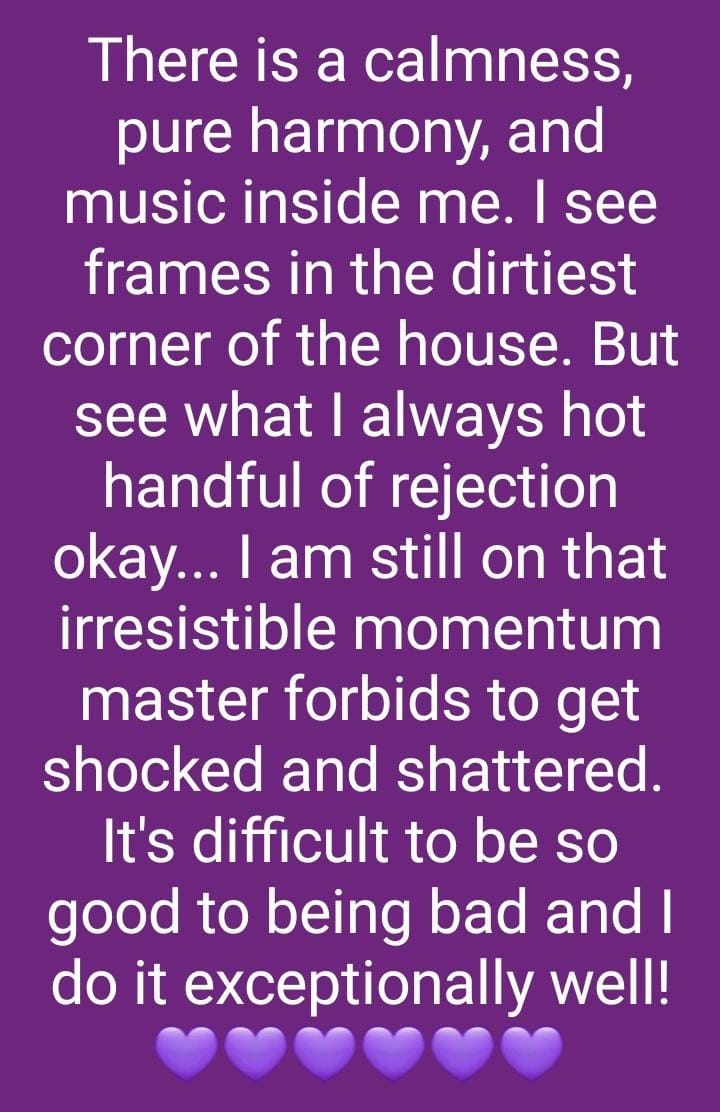 There is a calmness,
pure harmony, and
music inside me. I see
frames in the dirtiest
corner of the house. But
see what I always hot
handful of rejection
okay... I am still on that
irresistible momentum
master forbids to get
shocked and shattered.
It's difficult to be so
good to being bad and I
do it exceptionally well!
💜💜💜💜💜💜